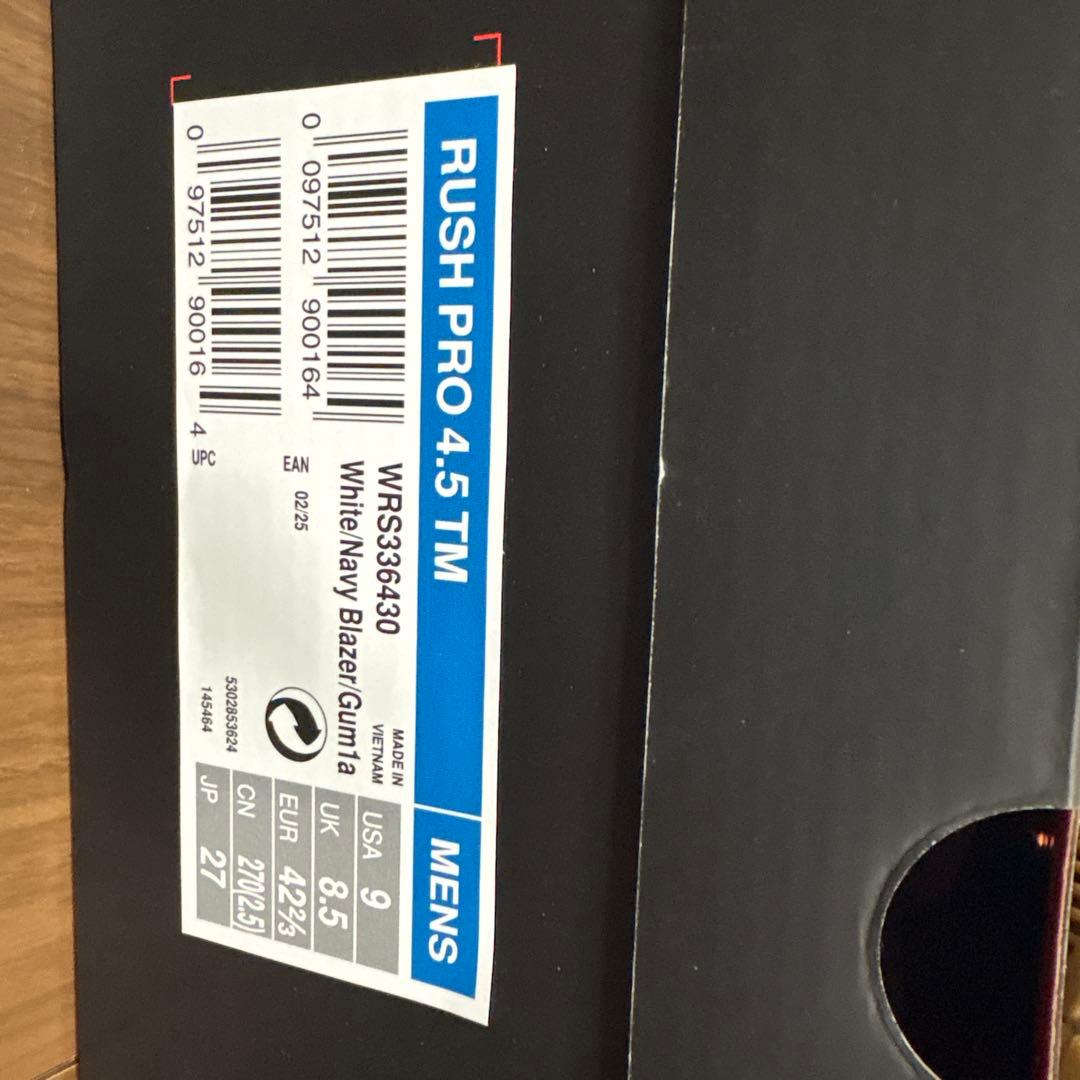 RUSH PRO 4.5 TM
MENS
0 097512 900164
EAN
02/25
WRS336430
White/Navy Blazer/Gum1a
MADE IN
VIETNAM
0 97512 90016 4
UPC
5302853624
145464
USA 9
UK 8.5
EUR 42⅔
CN 270(2.5)
JP 27